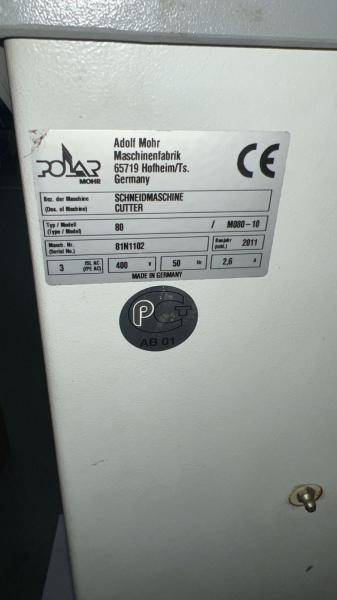 POLAR
MOHR
Adolf Mohr
Maschinenfabrik
65719 Hofheim/Ts.
Germany
CE
Bez. der Maschine
(Des. of Machine)
SCHNEIDMASCHINE
CUTTER
Typ / Modell
(Type / Model)
80 / M080-10
Masch. Nr.
(Serial No.)
81N1102
Baujahr
2011
3 400 V 50 Hz 2,6 A
MADE IN GERMANY
PCT
AB 01